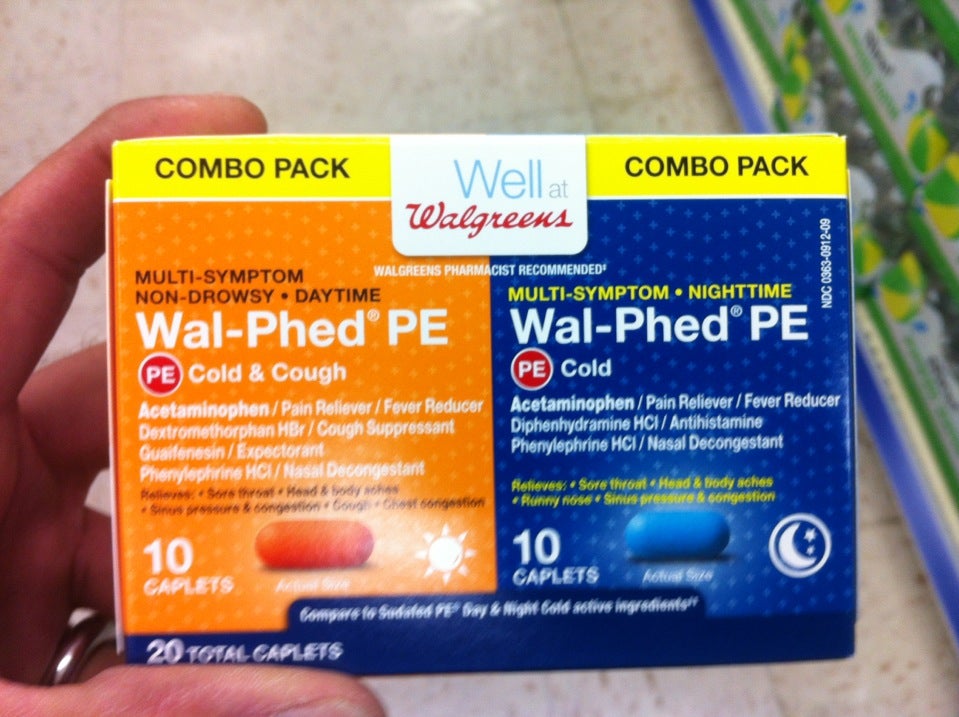 COMBO PACK
Well at
Walgreens
COMBO PACK
WALGREENS PHARMACIST RECOMMENDED‡
MULTI-SYMPTOM
NON-DROWSY • DAYTIME
Wal-Phed® PE
PE Cold & Cough
Acetaminophen / Pain Reliever / Fever Reducer
Dextromethorphan HBr / Cough Suppressant
Guaifenesin / Expectorant
Phenylephrine HCl / Nasal Decongestant
Relieves: • Sore throat • Head & body aches
• Sinus pressure & congestion • Cough • Chest congestion
10
CAPLETS
Actual Size
MULTI-SYMPTOM • NIGHTTIME
Wal-Phed® PE
PE Cold
Acetaminophen / Pain Reliever / Fever Reducer
Diphenhydramine HCl / Antihistamine
Phenylephrine HCl / Nasal Decongestant
Relieves: • Sore throat • Head & body aches
• Runny nose • Sinus pressure & congestion
10
CAPLETS
Actual Size
NDC 0363-0912-09
Compare to Sudafed PE® Day & Night Cold active ingredients††
20 TOTAL CAPLETS